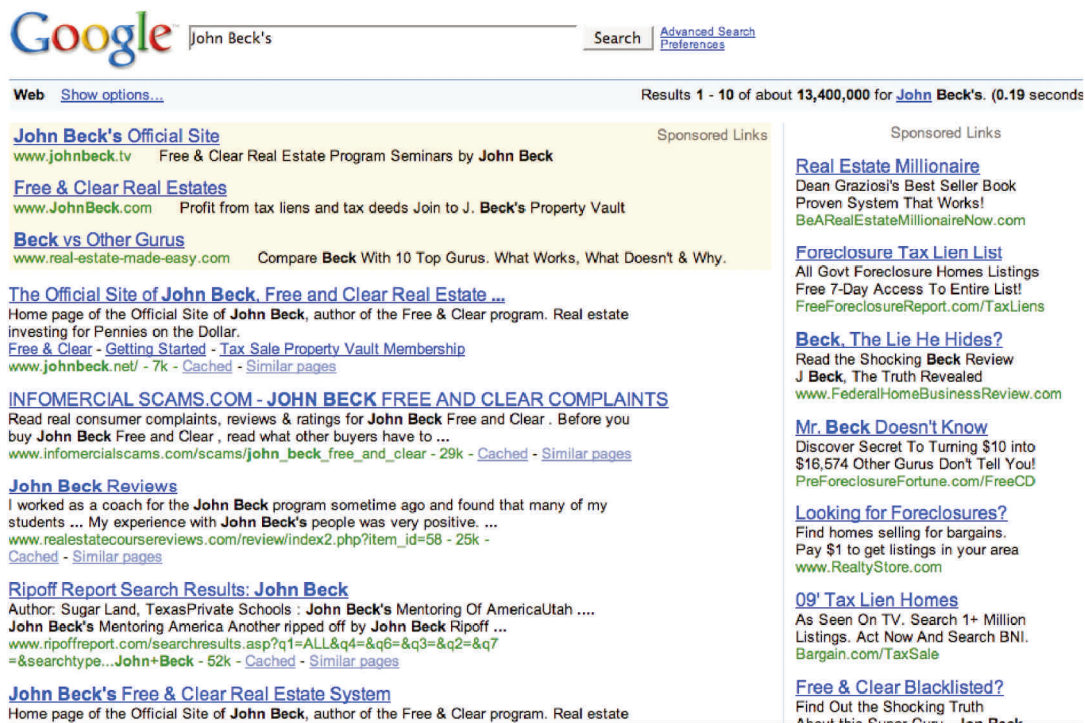 Google™ John Beck's Search Advanced Search
Preferences
Web Show options... Results 1 - 10 of about 13,400,000 for John Beck's. (0.19 seconds
Sponsored Links
John Beck's Official Site
www.johnbeck.tv Free & Clear Real Estate Program Seminars by John Beck
Free & Clear Real Estates
www.JohnBeck.com Profit from tax liens and tax deeds Join to J. Beck's Property Vault
Beck vs Other Gurus
www.real-estate-made-easy.com Compare Beck With 10 Top Gurus. What Works, What Doesn't & Why.
The Official Site of John Beck, Free and Clear Real Estate ...
Home page of the Official Site of John Beck, author of the Free & Clear program. Real estate
investing for Pennies on the Dollar.
Free & Clear - Getting Started - Tax Sale Property Vault Membership
www.johnbeck.net/ - 7k - Cached - Similar pages
INFOMERCIAL SCAMS.COM - JOHN BECK FREE AND CLEAR COMPLAINTS
Read real consumer complaints, reviews & ratings for John Beck Free and Clear . Before you
buy John Beck Free and Clear , read what other buyers have to ...
www.infomercialscams.com/scams/john_beck_free_and_clear - 29k - Cached - Similar pages
John Beck Reviews
I worked as a coach for the John Beck program sometime ago and found that many of my
students ... My experience with John Beck's people was very positive. ...
www.realestatecoursereviews.com/review/index2.php?item_id=58 - 25k -
Cached - Similar pages
Ripoff Report Search Results: John Beck
Author: Sugar Land, TexasPrivate Schools : John Beck's Mentoring Of AmericaUtah ....
John Beck's Mentoring America Another ripped off by John Beck Ripoff ...
www.ripoffreport.com/searchresults.asp?q1=ALL&q4=&q6=&q3=&q2=&q7
=&searchtype...John+Beck - 52k - Cached - Similar pages
John Beck's Free & Clear Real Estate System
Home page of the Official Site of John Beck, author of the Free & Clear program. Real estate
Sponsored Links
Real Estate Millionaire
Dean Graziosi's Best Seller Book
Proven System That Works!
BeARealEstateMillionaireNow.com
Foreclosure Tax Lien List
All Govt Foreclosure Homes Listings
Free 7-Day Access To Entire List!
FreeForeclosureReport.com/TaxLiens
Beck, The Lie He Hides?
Read the Shocking Beck Review
J Beck, The Truth Revealed
www.FederalHomeBusinessReview.com
Mr. Beck Doesn't Know
Discover Secret To Turning $10 into
$16,574 Other Gurus Don't Tell You!
PreForeclosureFortune.com/FreeCD
Looking for Foreclosures?
Find homes selling for bargains.
Pay $1 to get listings in your area
www.RealtyStore.com
09' Tax Lien Homes
As Seen On TV. Search 1+ Million
Listings. Act Now And Search BNI.
Bargain.com/TaxSale
Free & Clear Blacklisted?
Find Out the Shocking Truth
About this Super Guru - Jon Beck